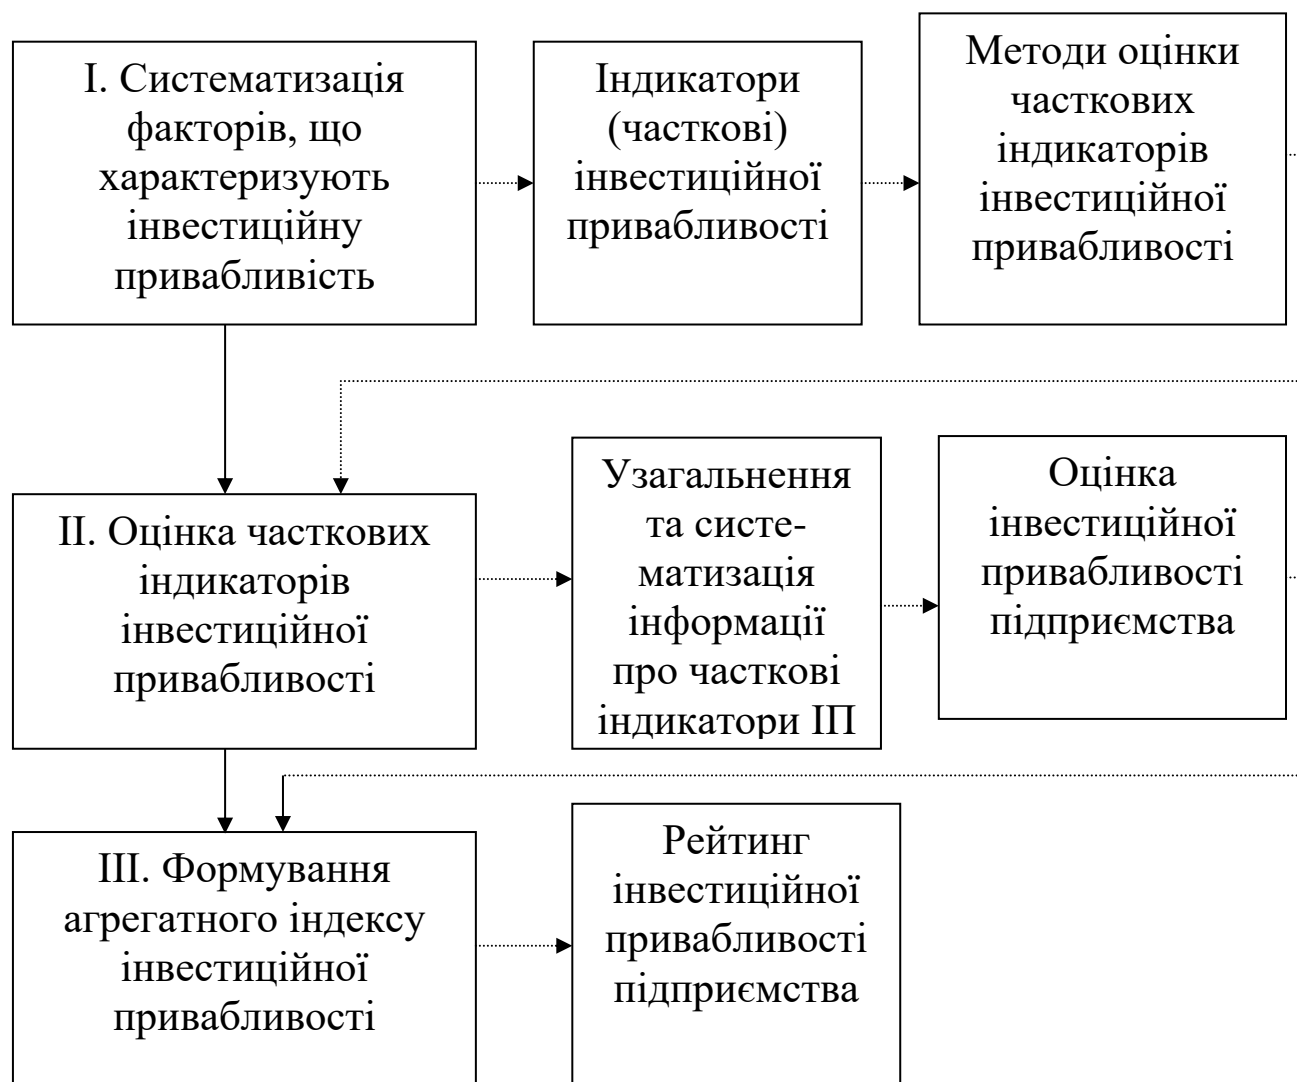 І. Систематизація
факторів, що
характеризують
інвестиційну
привабливість
Індикатори
(часткові)
інвестиційної
привабливості
Методи оцінки
часткових
індикаторів
інвестиційної
привабливості
ІІ. Оцінка часткових
індикаторів
інвестиційної
привабливості
Узагальнення
та систе-
матизація
інформації
про часткові
індикатори ІП
Оцінка
інвестиційної
привабливості
підприємства
ІІІ. Формування
агрегатного індексу
інвестиційної
привабливості
Рейтинг
інвестиційної
привабливості
підприємства